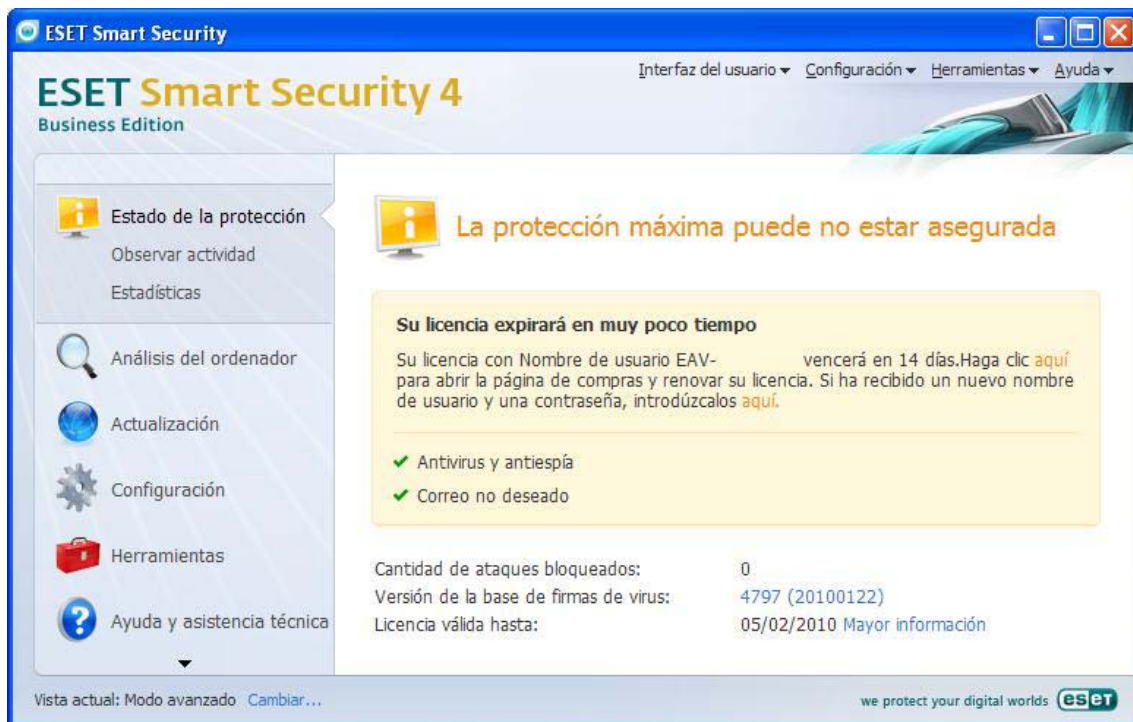 ESET Smart Security
Interfaz del usuario Configuración Herramientas Ayuda
ESET Smart Security 4
Business Edition
Estado de la protección
Observar actividad
Estadísticas
Análisis del ordenador
Actualización
Configuración
Herramientas
Ayuda y asistencia técnica
La protección máxima puede no estar asegurada
Su licencia expirará en muy poco tiempo
Su licencia con Nombre de usuario EAV- vencerá en 14 días.Haga clic aquí
para abrir la página de compras y renovar su licencia. Si ha recibido un nuevo nombre
de usuario y una contraseña, introdúzcalos aquí.
Antivirus y antiespía
Correo no deseado
Cantidad de ataques bloqueados: 0
Versión de la base de firmas de virus: 4797 (20100122)
Licencia válida hasta: 05/02/2010 Mayor información
Vista actual: Modo avanzado Cambiar...
we protect your digital worlds eset